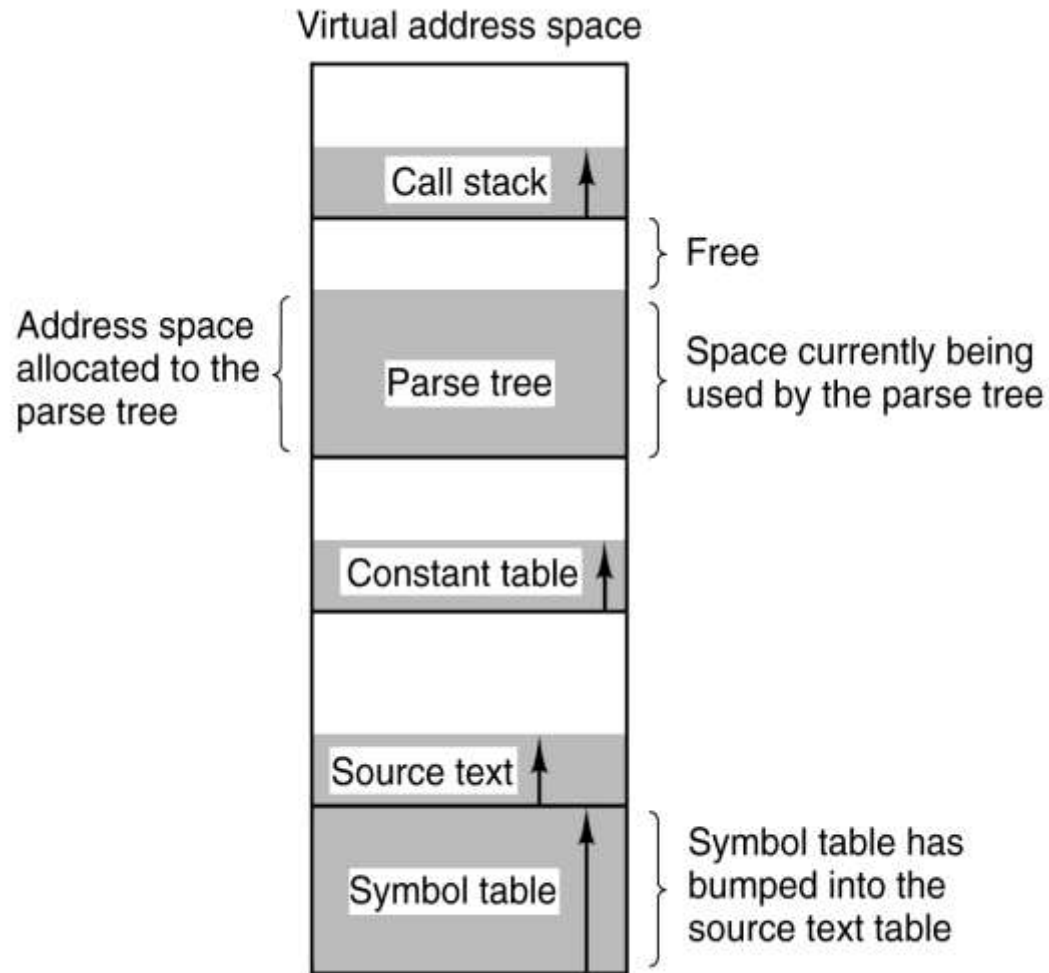 Virtual address space
Call stack
Free
Address space
allocated to the
parse tree
Parse tree
Space currently being
used by the parse tree
Constant table
Source text
Symbol table
Symbol table has
bumped into the
source text table